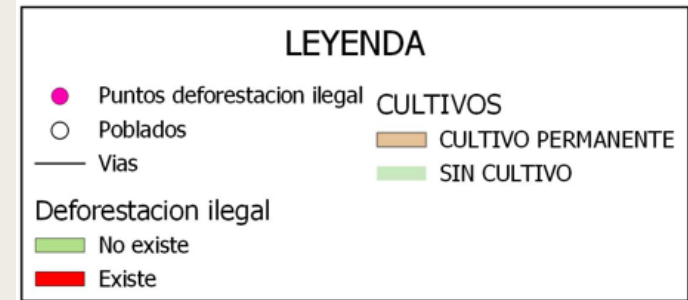 LEYENDA
Puntos deforestacion ilegal
Poblados
Vias
Deforestacion ilegal
No existe
Existe
CULTIVOS
CULTIVO PERMANENTE
SIN CULTIVO